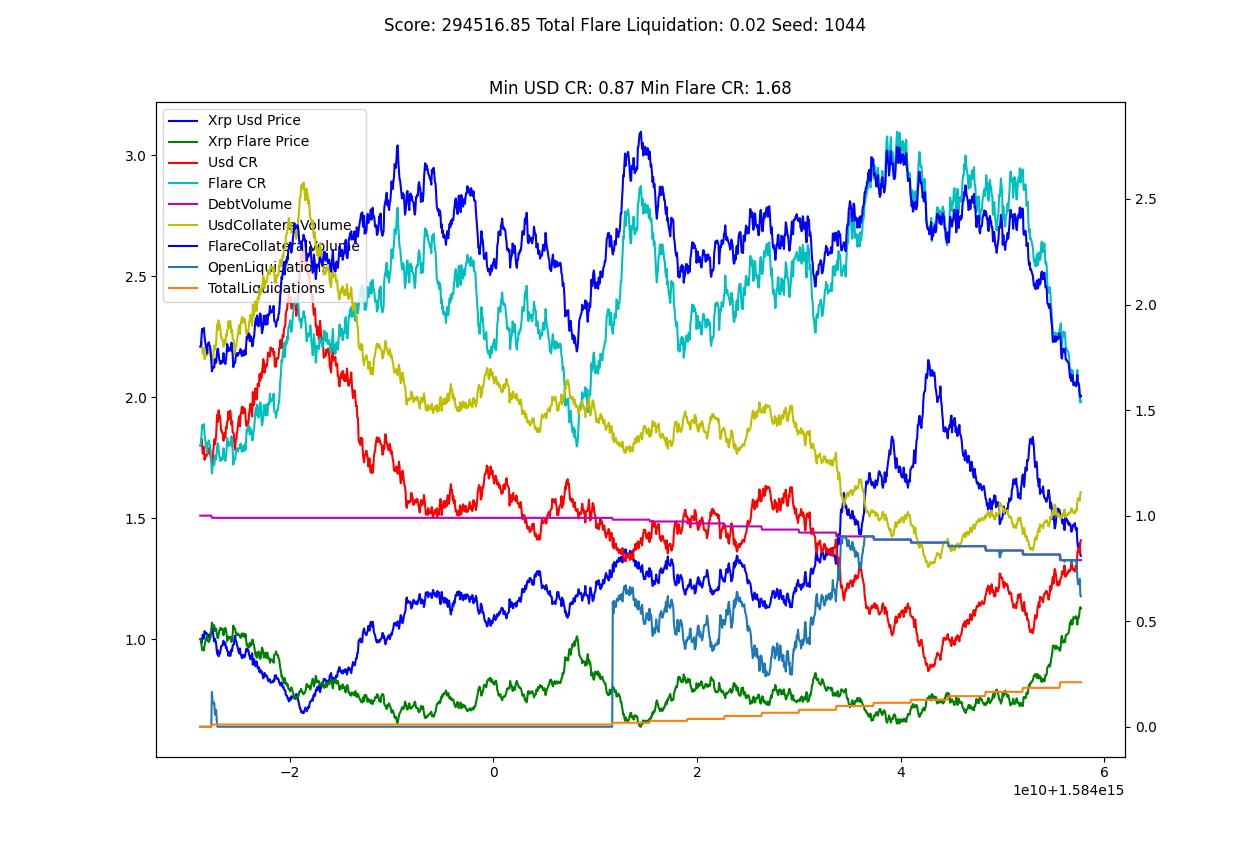 Score: 294516.85 Total Flare Liquidation: 0.02 Seed: 1044
Min USD CR: 0.87 Min Flare CR: 1.68
Xrp Usd Price
Xrp Flare Price
Usd CR
Flare CR
DebtVolume
UsdCollateralVolume
FlareCollateralVolume
OpenLiquidations
TotalLiquidations
3.0
2.5
2.0
1.5
1.0
2.5
2.0
1.5
1.0
0.5
0.0
−2 0 2 4 6
1e10+1.584e15